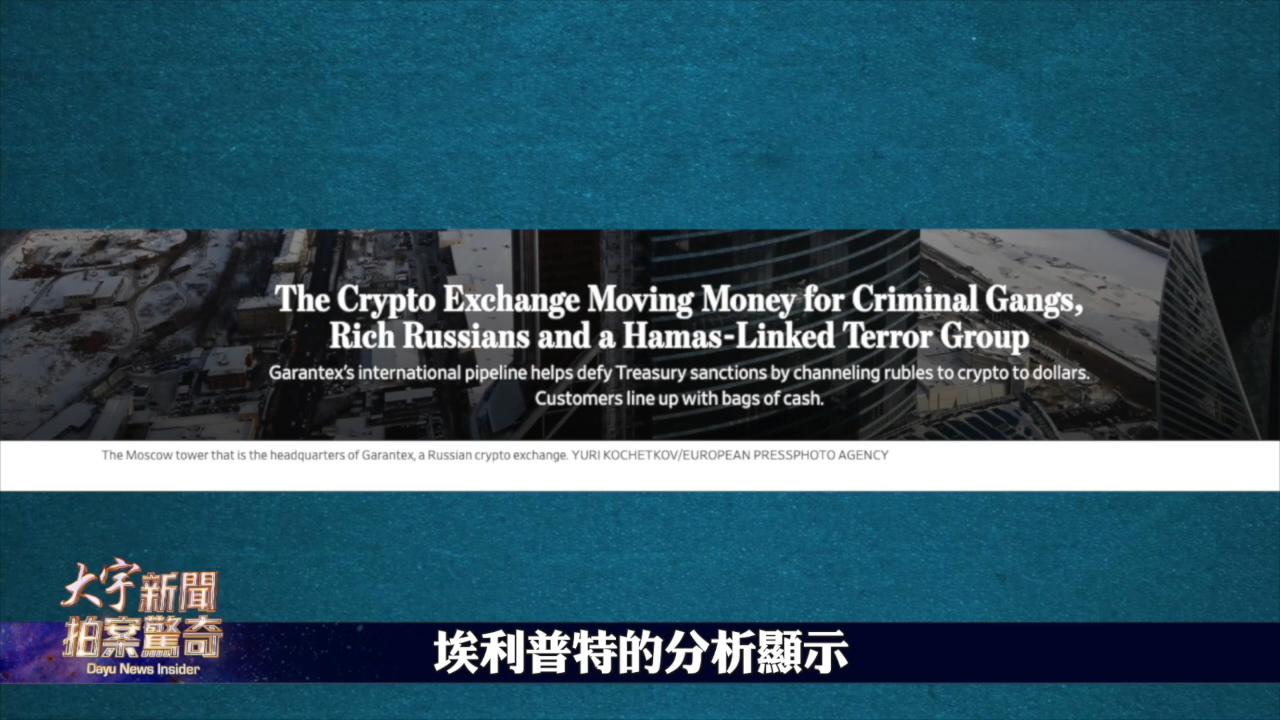 The Crypto Exchange Moving Money for Criminal Gangs,
Rich Russians and a Hamas-Linked Terror Group
Garantex's international pipeline helps defy Treasury sanctions by channeling rubles to crypto to dollars.
Customers line up with bags of cash.
The Moscow tower that is the headquarters of Garantex, a Russian crypto exchange. YURI KOCHETKOV/EUROPEAN PRESSPHOTO AGENCY
大宇新聞
拍案驚奇
Dayu News Insider
埃利普特的分析顯示